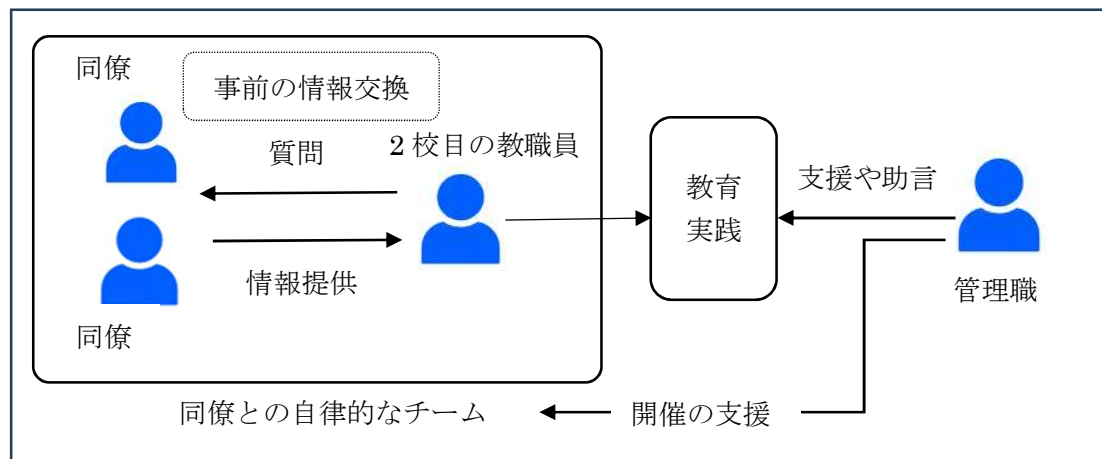 同僚
事前の情報交換
質問
2校目の教職員
情報提供
同僚
教育
実践
支援や助言
管理職
同僚との自律的なチーム
開催の支援